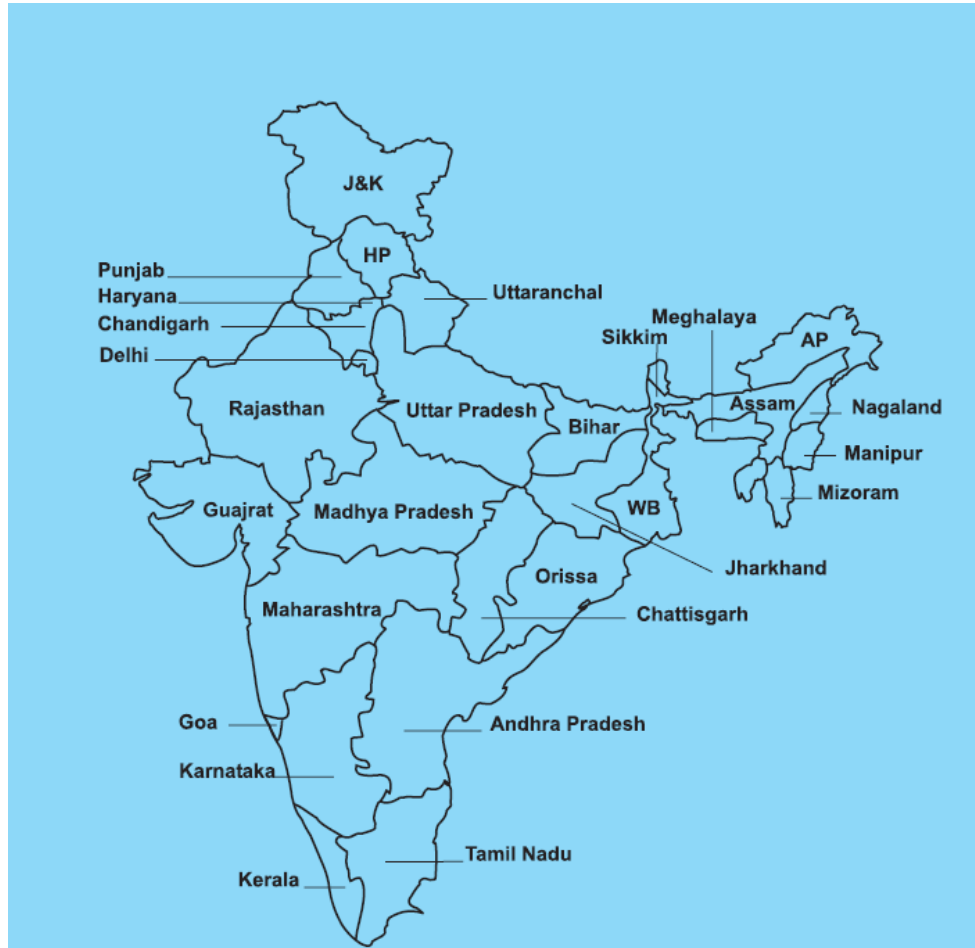 J&K
HP
Punjab
Haryana
Uttaranchal
Chandigarh
Meghalaya
Sikkim
AP
Delhi
Rajasthan
Uttar Pradesh
Bihar
Assam
Nagaland
Manipur
Guajrat
Madhya Pradesh
WB
Mizoram
Orissa
Jharkhand
Maharashtra
Chattisgarh
Goa
Andhra Pradesh
Karnataka
Tamil Nadu
Kerala